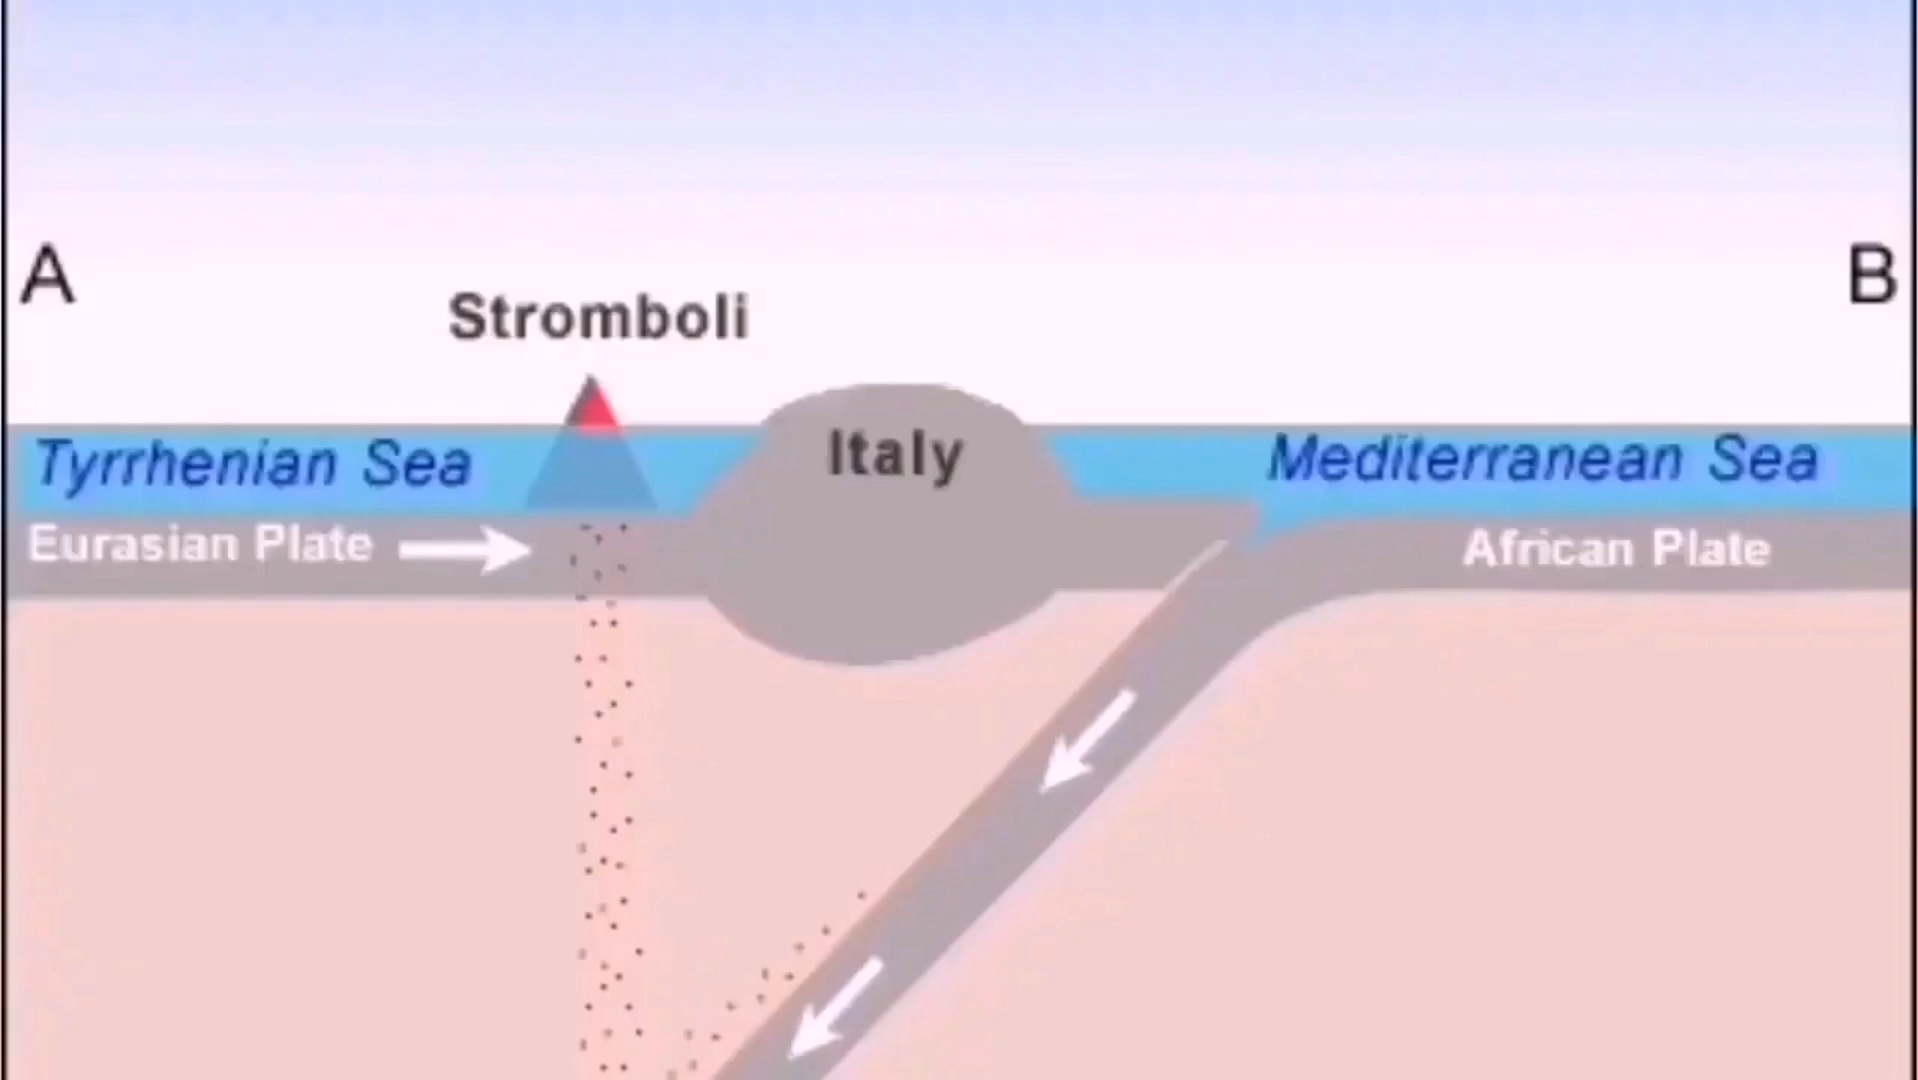 A
B
Stromboli
Italy
Tyrrhenian Sea
Mediterranean Sea
Eurasian Plate
African Plate